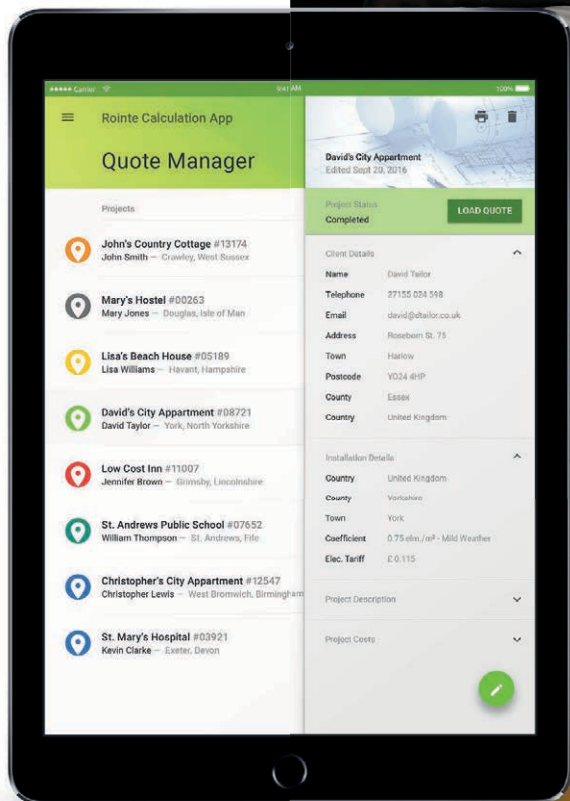 Carrier 9:41 AM 100%
Rointe Calculation App
Quote Manager
Projects
John's Country Cottage #13174
John Smith — Crawley, West Sussex
Mary's Hostel #00263
Mary Jones — Douglas, Isle of Man
Lisa's Beach House #05189
Lisa Williams — Havant, Hampshire
David's City Appartment #08721
David Taylor — York, North Yorkshire
Low Cost Inn #11007
Jennifer Brown — Grimsby, Lincolnshire
St. Andrews Public School #07652
William Thompson — St. Andrews, Fife
Christopher's City Appartment #12547
Christopher Lewis — West Bromwich, Birmingham
St. Mary's Hospital #03921
Kevin Clarke — Exeter, Devon
David's City Appartment
Edited Sept 20, 2016
Project Status
Completed
LOAD QUOTE
Client Details
Name David Tailor
Telephone 27155 024 598
Email david@dtailor.co.uk
Address Roseborn St. 75
Town Harlow
Postcode YO24 4HP
County Essex
Country United Kingdom
Installation Details
Country United Kingdom
County Yorkshire
Town York
Coefficient 0.75 elm./m² - Mild Weather
Elec. Tariff £ 0.115
Project Description
Project Costs